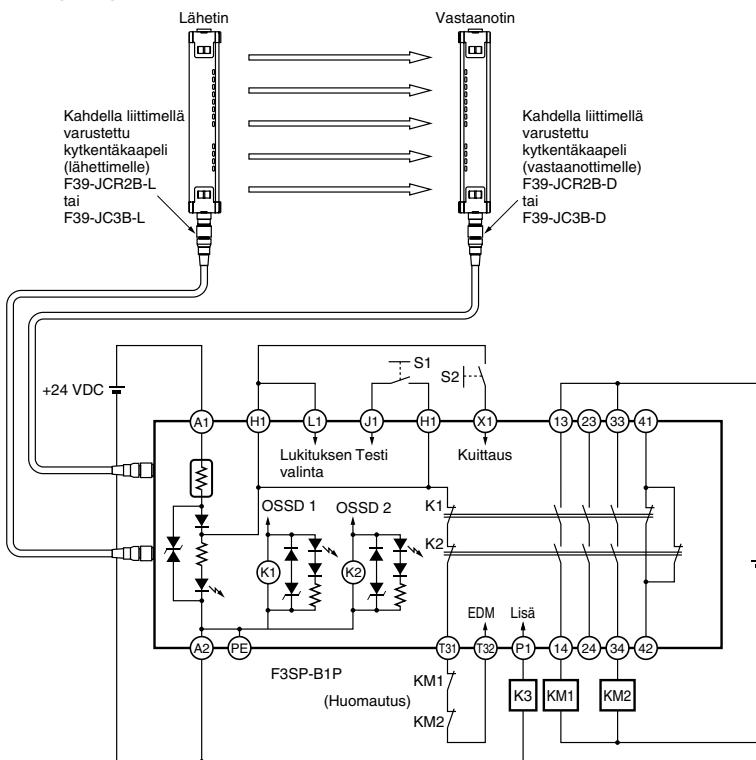 Lähetin
Vastaanotin
Kahdella liittimellä
varustettu
kytkentäkaapeli
(lähettimelle)
F39-JCR2B-L
tai
F39-JC3B-L
Kahdella liittimellä
varustettu
kytkentäkaapeli
(vastaanottimelle)
F39-JCR2B-D
tai
F39-JC3B-D
+24 VDC
S1
S2
A1
H1
L1
J1
H1
X1
13
23
33
41
Lukituksen
valinta
Testi
Kuittaus
OSSD 1
OSSD 2
K1
K2
K1
K2
EDM
Lisä
A2
PE
T31
T32
P1
14
24
34
42
F3SP-B1P
(Huomautus)
KM1
KM2
K3
KM1
KM2